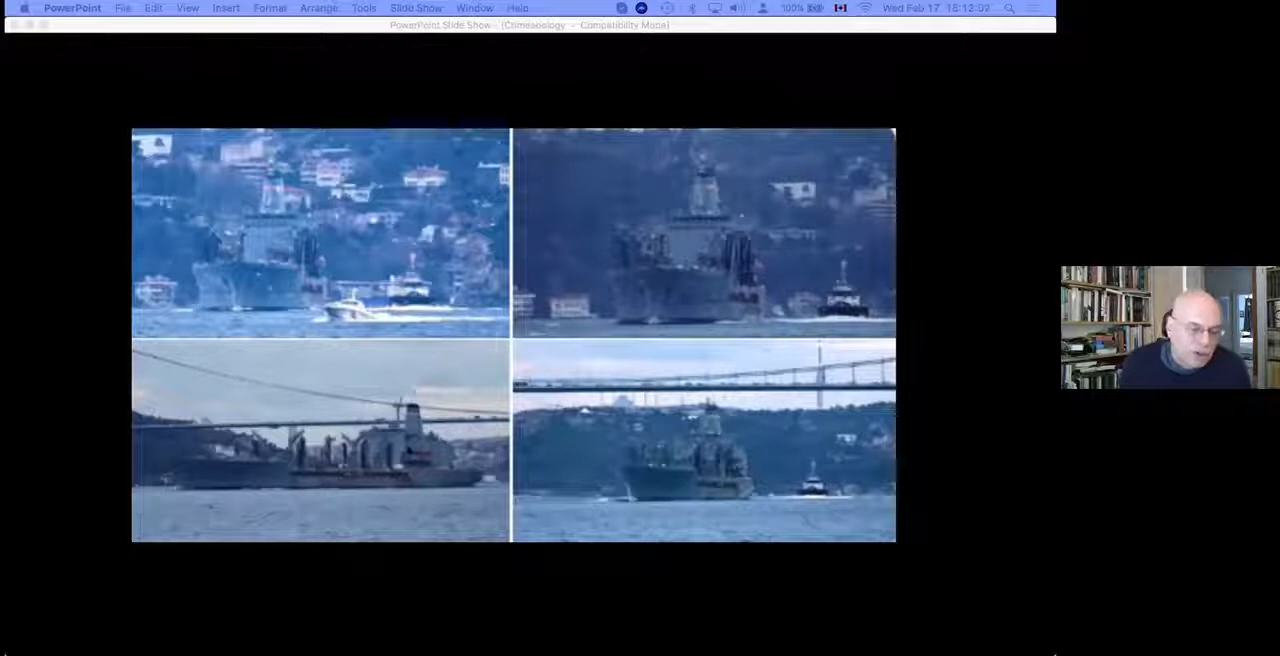 PowerPoint File Edit View Insert Format Arrange Tools Slide Show Window Help 100% Wed Feb 17 18:12:09
PowerPoint Slide Show - [Crimeaology - Compatibility Mode]